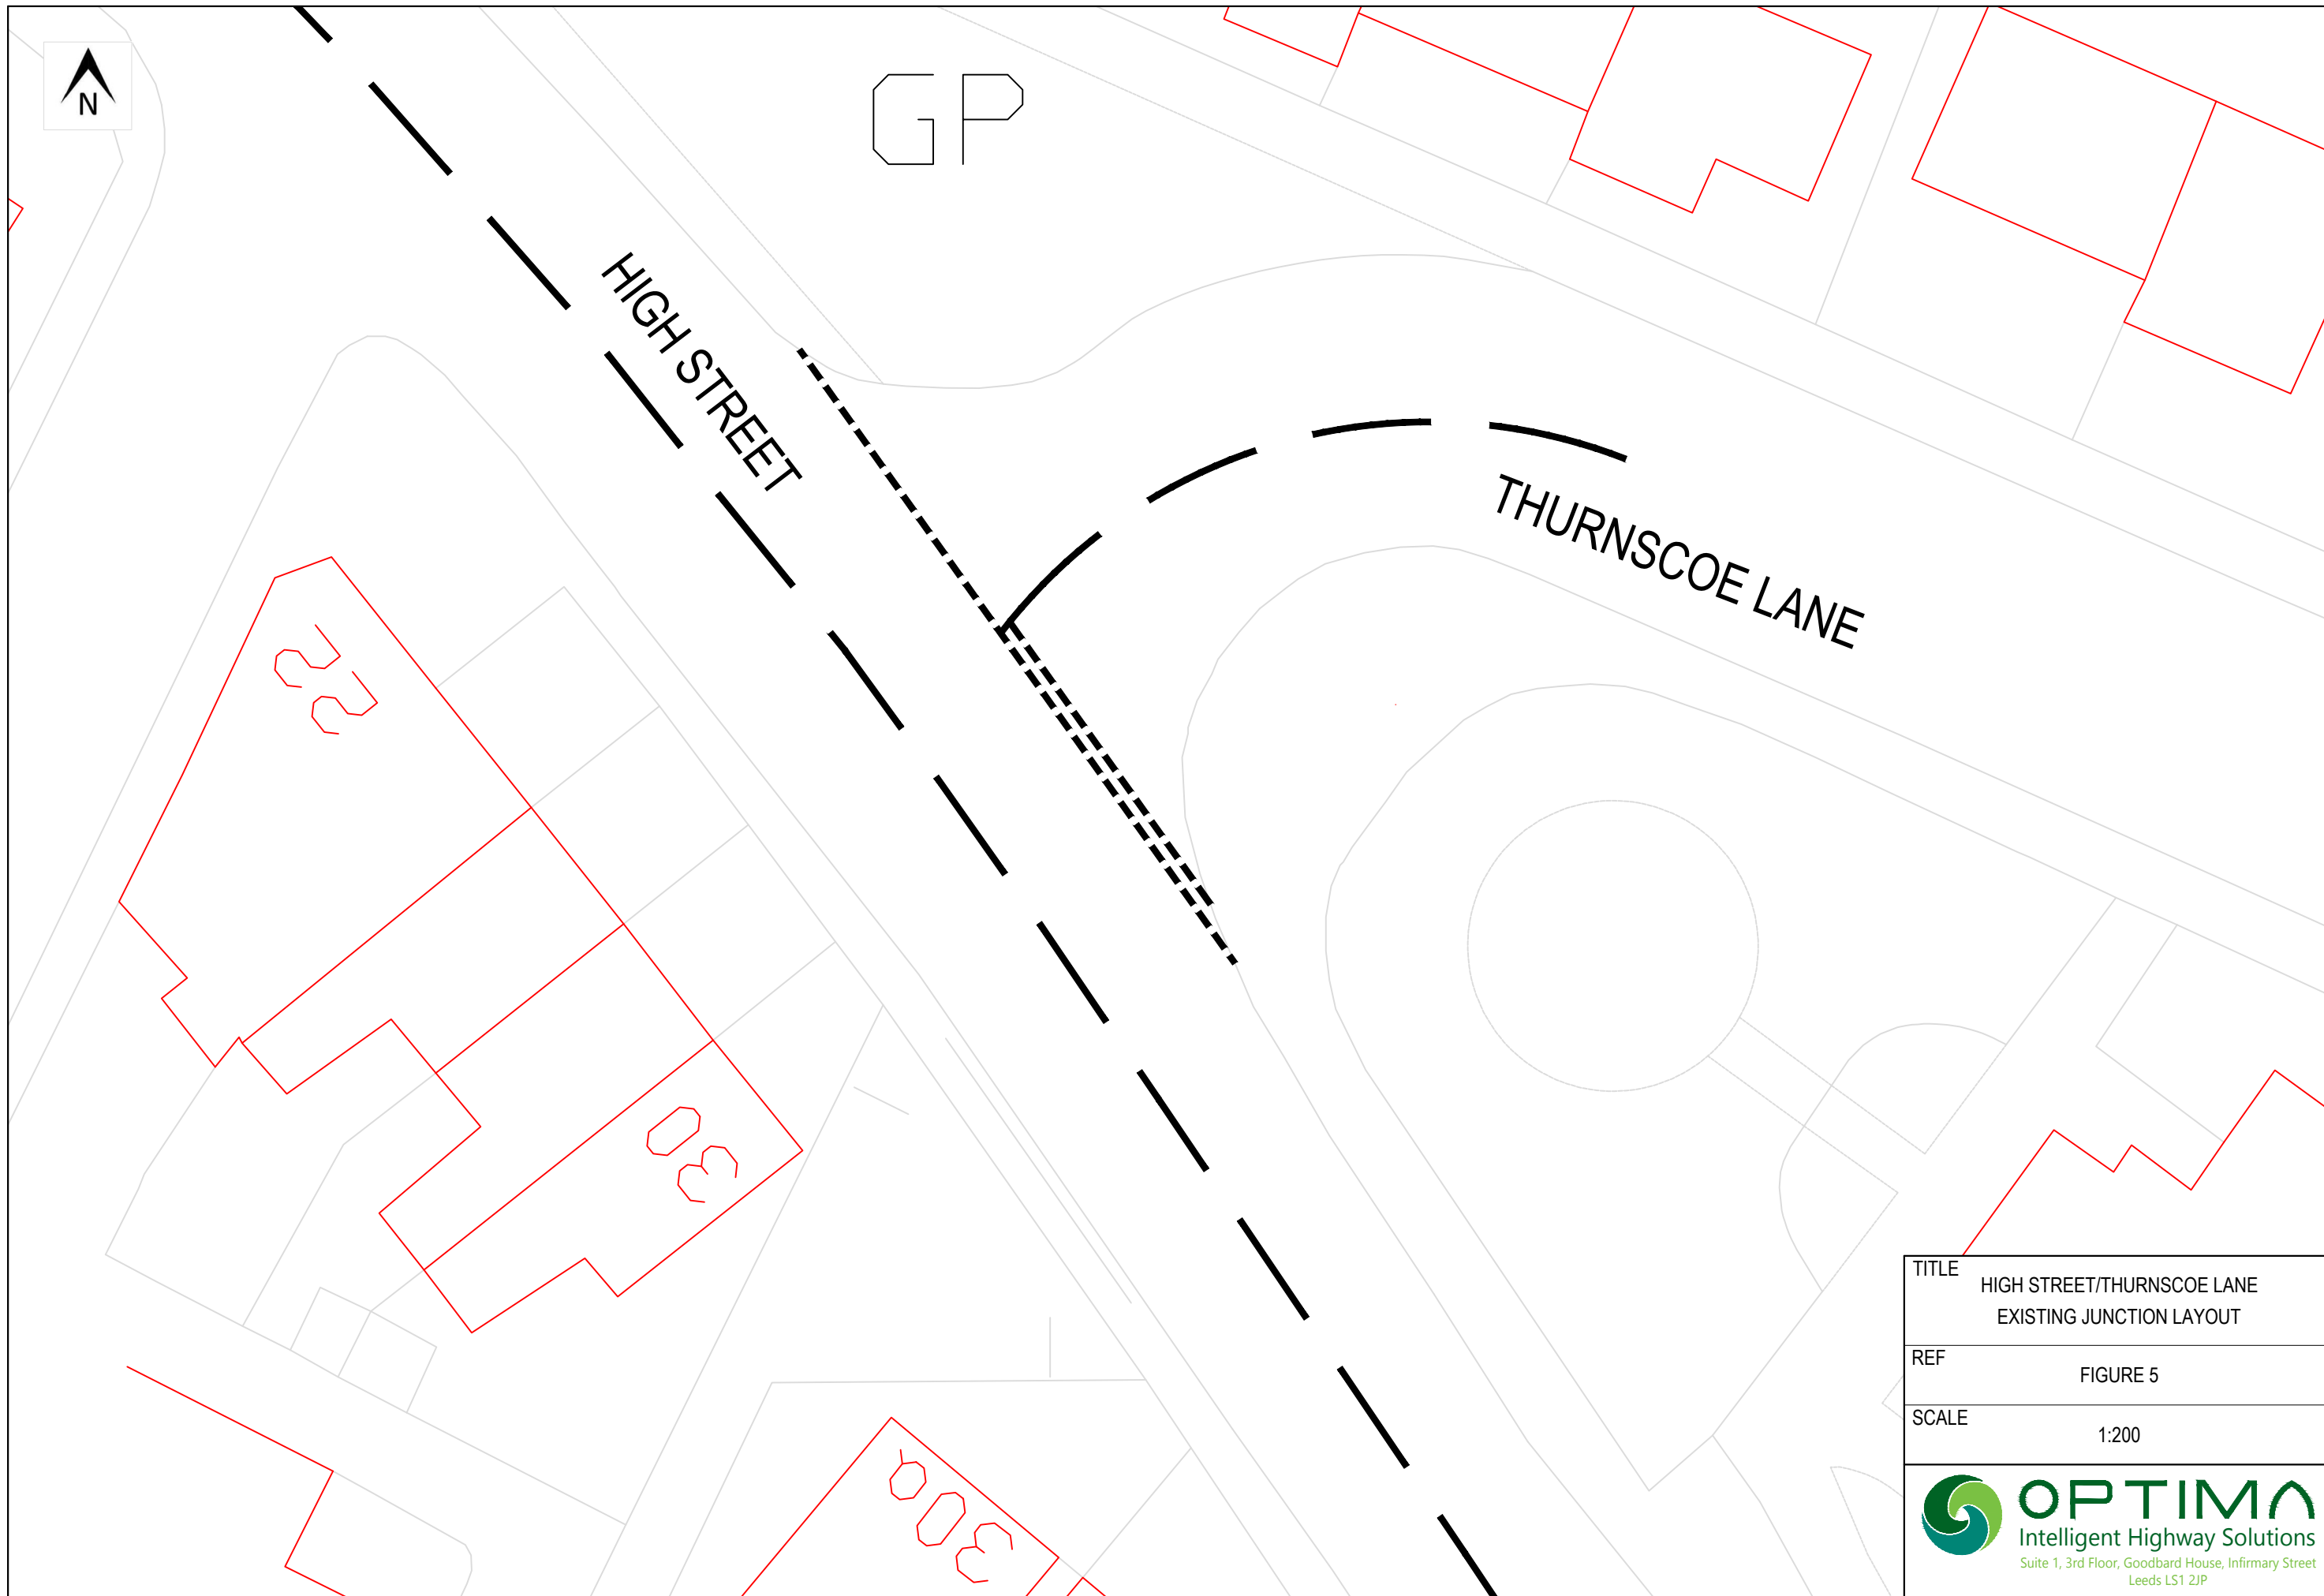 N
GP
HIGH STREET
THURNSCOE LANE
22
30
30a
TITLE
HIGH STREET/THURNSCOE LANE
EXISTING JUNCTION LAYOUT
REF
FIGURE 5
SCALE
1:200
OPTIMA
Intelligent Highway Solutions
Suite 1, 3rd Floor, Goodbard House, Infirmary Street
Leeds LS1 2JP